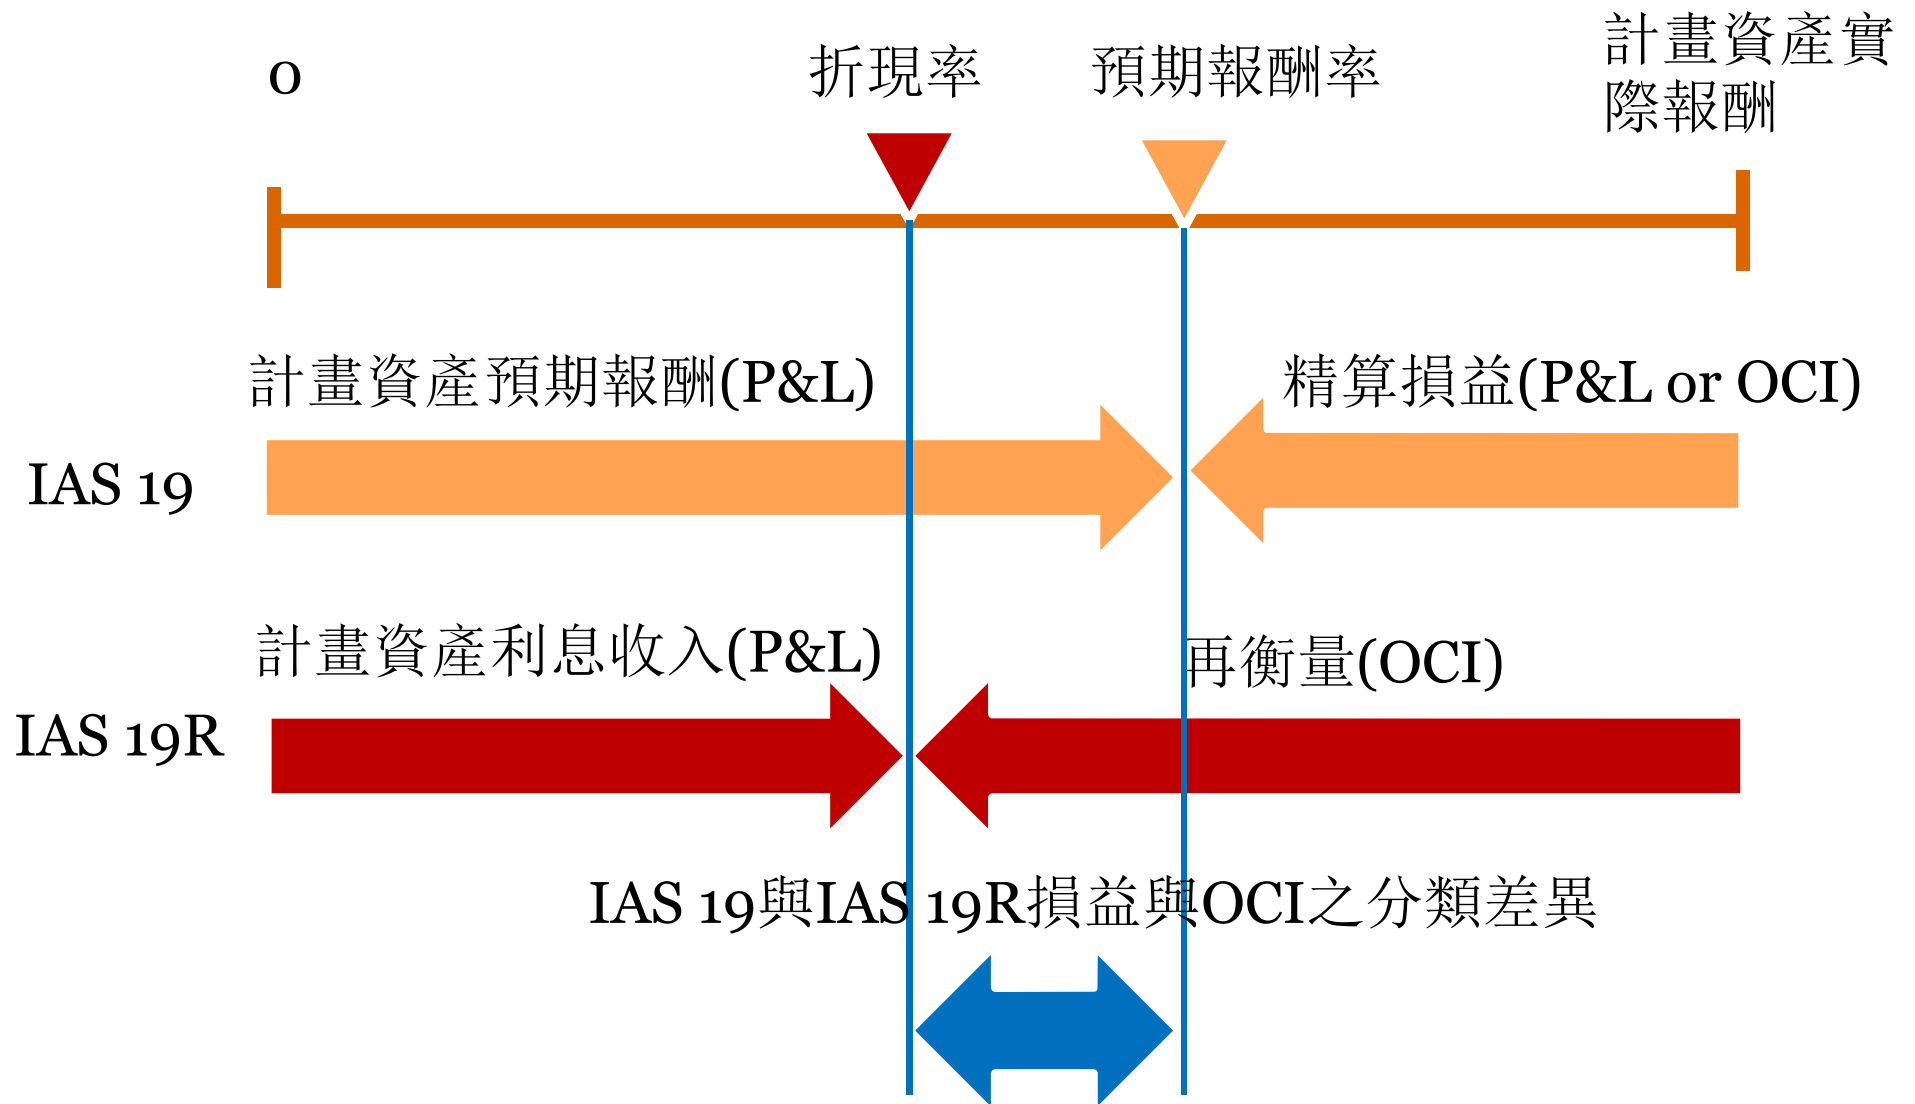 0
折現率
預期報酬率
計畫資產實
際報酬
計畫資產預期報酬(P&L)
精算損益(P&L or OCI)
IAS 19
計畫資產利息收入(P&L)
再衡量(OCI)
IAS 19R
IAS 19與IAS 19R損益與OCI之分類差異